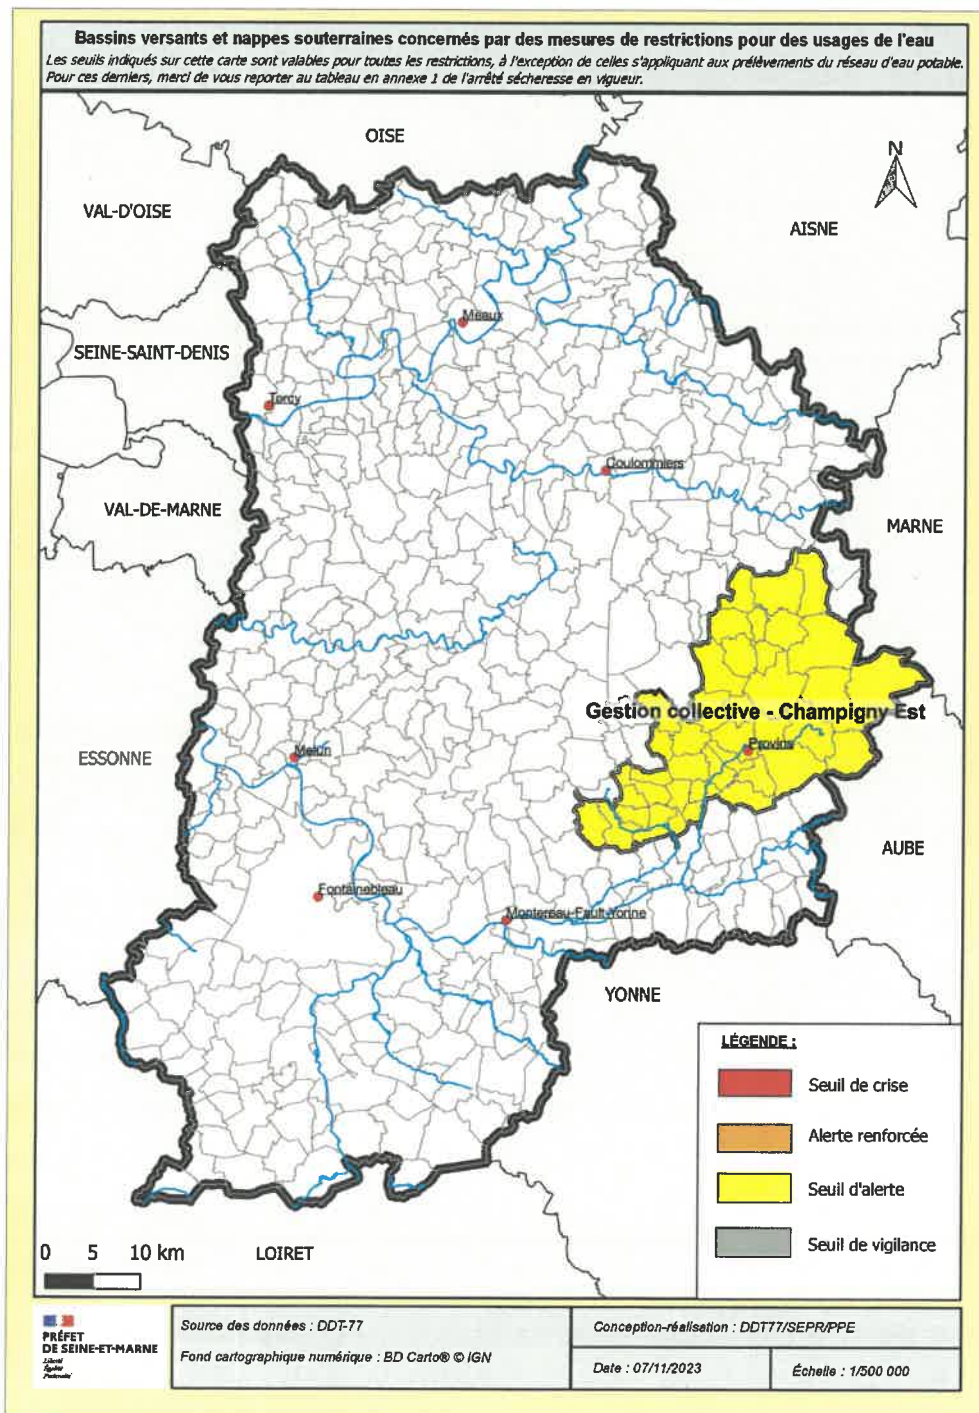 Bassins versants et nappes souterraines concernés par des mesures de restrictions pour des usages de l'eau
Les seuils indiqués sur cette carte sont valables pour toutes les restrictions, à l'exception de celles s'appliquant aux prélèvements du réseau d'eau potable.
Pour ces derniers, merci de vous reporter au tableau en annexe 1 de l'arrêté sécheresse en vigueur.
OISE
N
VAL-D'OISE
AISNE
Meaux
SEINE-SAINT-DENIS
Torcy
Coulommiers
VAL-DE-MARNE
MARNE
Gestion collective - Champigny Est
Provins
Melun
ESSONNE
AUBE
Fontainebleau
Montereau-Fault-Yonne
YONNE
LÉGENDE :
Seuil de crise
Alerte renforcée
Seuil d'alerte
Seuil de vigilance
0 5 10 km
LOIRET
PRÉFET
DE SEINE-ET-MARNE
Liberté
Égalité
Fraternité
Source des données : DDT-77
Fond cartographique numérique : BD Carto® © IGN
Conception-réalisation : DDT77/SEPR/PPE
Date : 07/11/2023
Échelle : 1/500 000